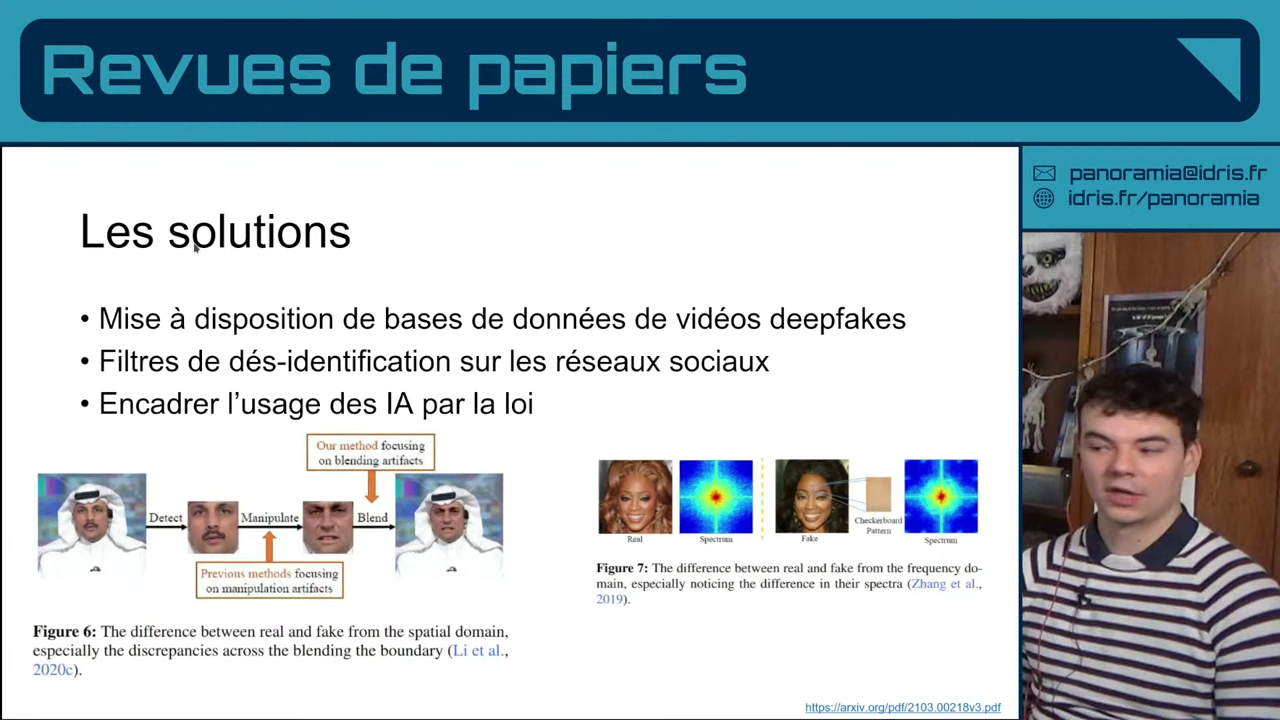 Revues de papiers
panoramia@idris.fr
idris.fr/panoramia
Les solutions
• Mise à disposition de bases de données de vidéos deepfakes
• Filtres de dés-identification sur les réseaux sociaux
• Encadrer l’usage des IA par la loi
Our method focusing
on blending artifacts
Detect
Manipulate
Blend
Previous methods focusing
on manipulation artifacts
Figure 6: The difference between real and fake from the spatial domain,
especially the discrepancies across the blending the boundary (Li et al.,
2020c).
Real
Spectrum
Fake
Checkerboard
Pattern
Spectrum
Figure 7: The difference between real and fake from the frequency do-
main, especially noticing the difference in their spectra (Zhang et al.,
2019).
https://arxiv.org/pdf/2103.00218v3.pdf